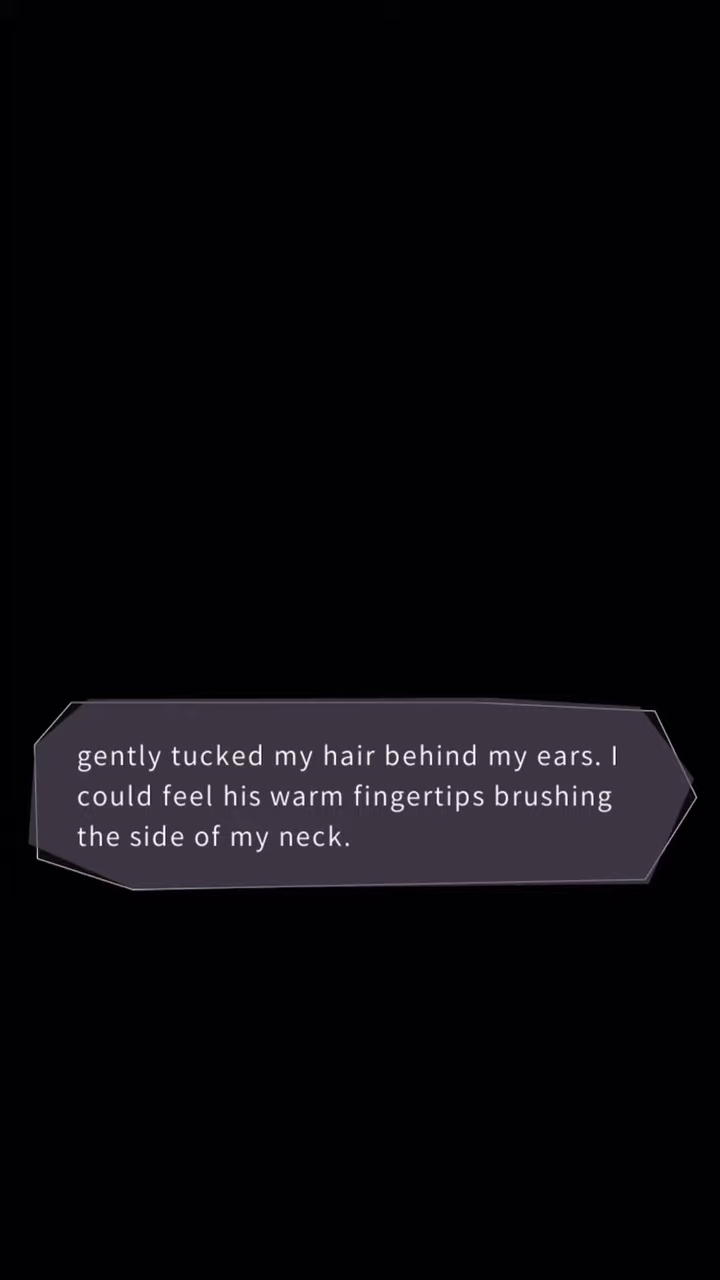 gently tucked my hair behind my ears. I
could feel his warm fingertips brushing
the side of my neck.